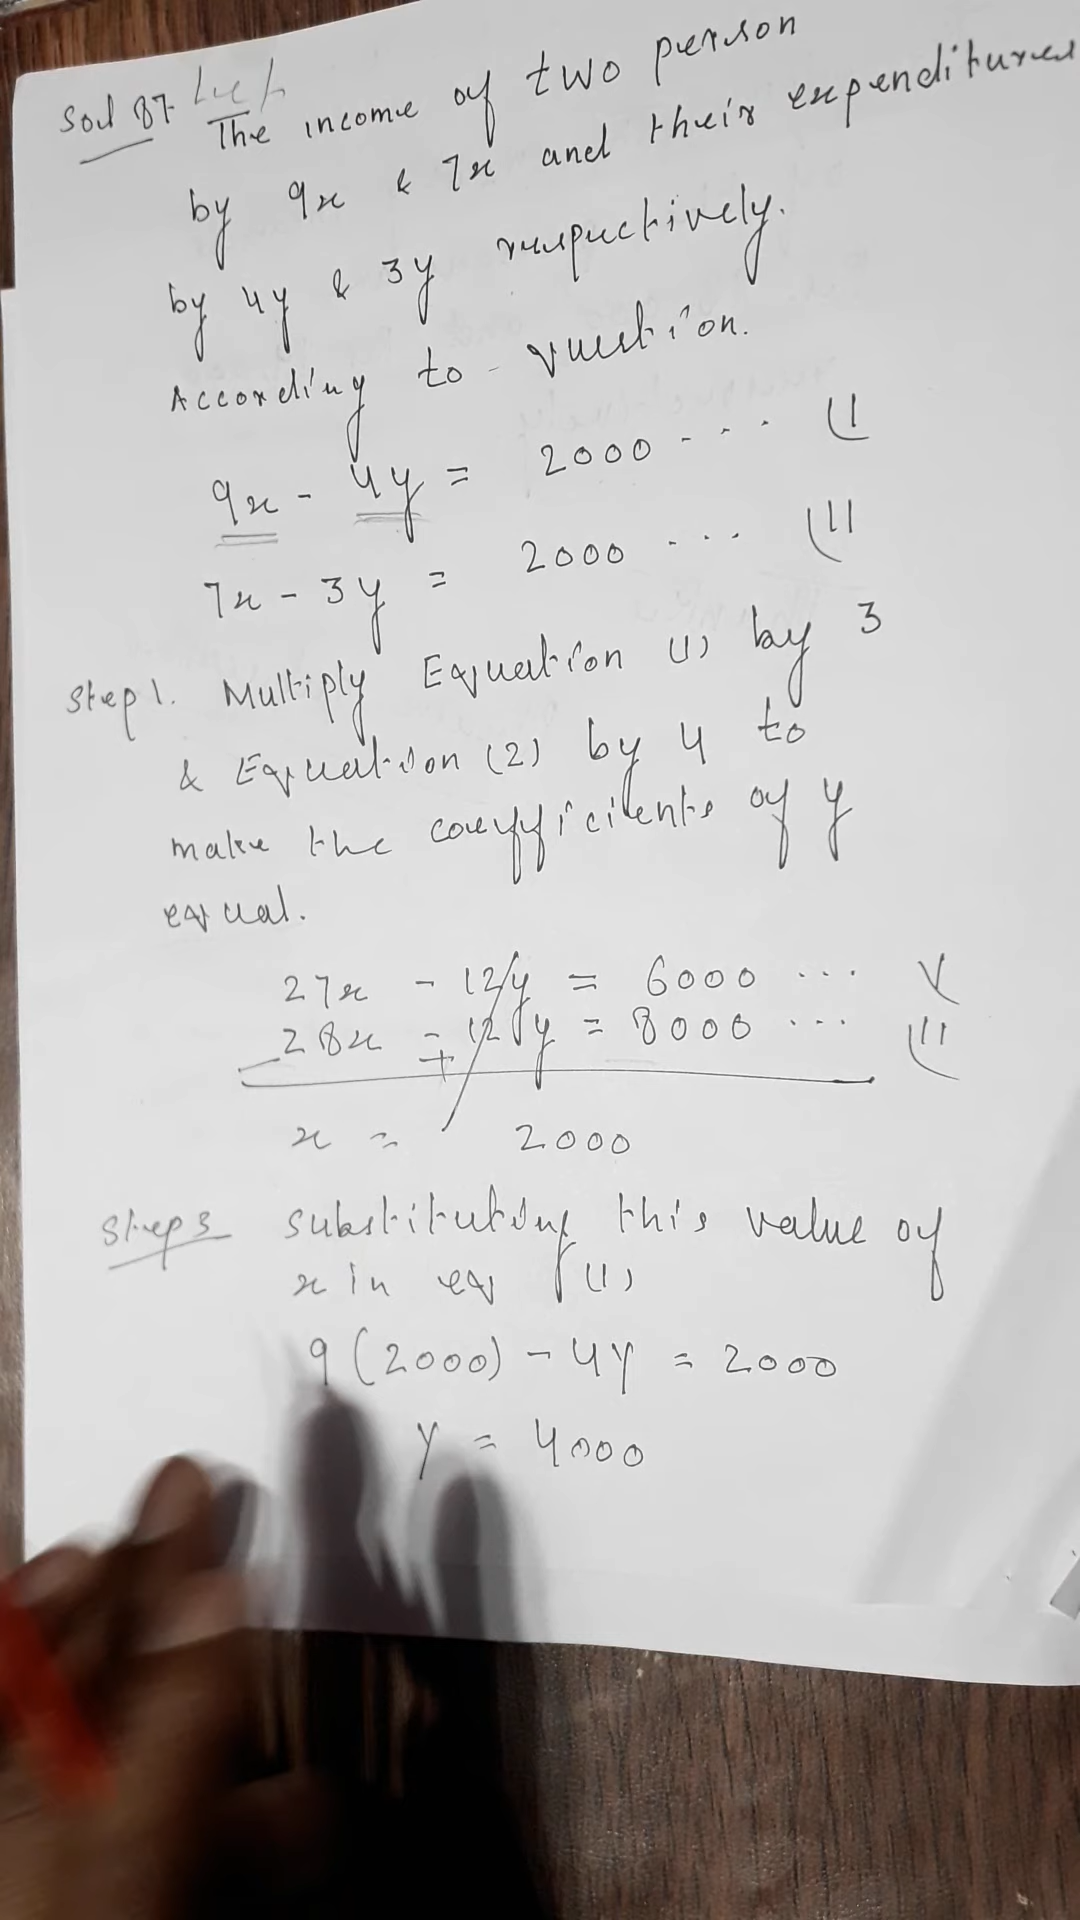 Sol 87 Let
The income of two person
by 9x & 7x and their expenditures
by 4y & 3y respectively.
According to question.
9x - 4y = 2000 ... (1
7x - 3y = 2000 ... (11
Step 1. Multiply Equation (1) by 3
& Equation (2) by 4 to
make the coefficients of y
equal.
27x - 12y = 6000 ...
28x - 12y = 8000 ... (11
+
x = 2000
Step 3 substituting this value of
x in eq (1)
9(2000) - 4y = 2000
y = 4000